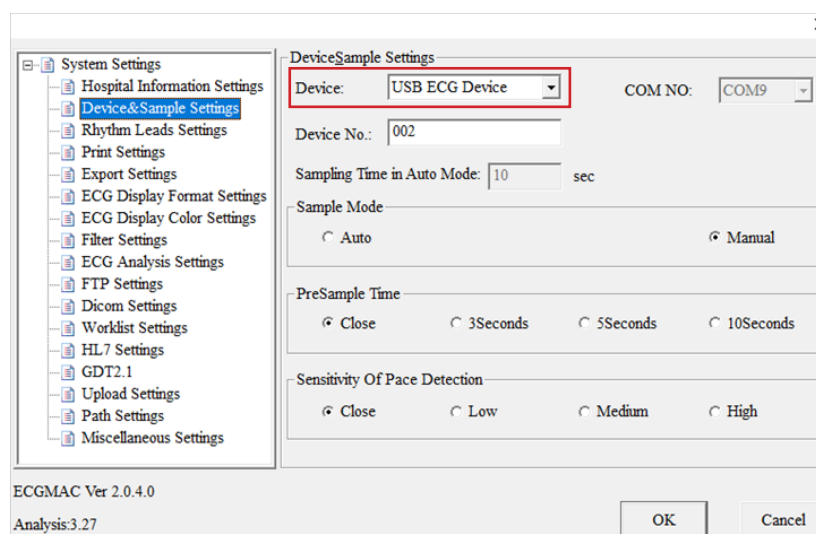 System Settings
Hospital Information Settings
Device&Sample Settings
Rhythm Leads Settings
Print Settings
Export Settings
ECG Display Format Settings
ECG Display Color Settings
Filter Settings
ECG Analysis Settings
FTP Settings
Dicom Settings
Worklist Settings
HL7 Settings
GDT2.1
Upload Settings
Path Settings
Miscellaneous Settings
DeviceSample Settings
Device: USB ECG Device COM NO: COM9
Device No.: 002
Sampling Time in Auto Mode: 10 sec
Sample Mode
Auto Manual
PreSample Time
Close 3Seconds 5Seconds 10Seconds
Sensitivity Of Pace Detection
Close Low Medium High
ECGMAC Ver 2.0.4.0
Analysis:3.27
OK Cancel